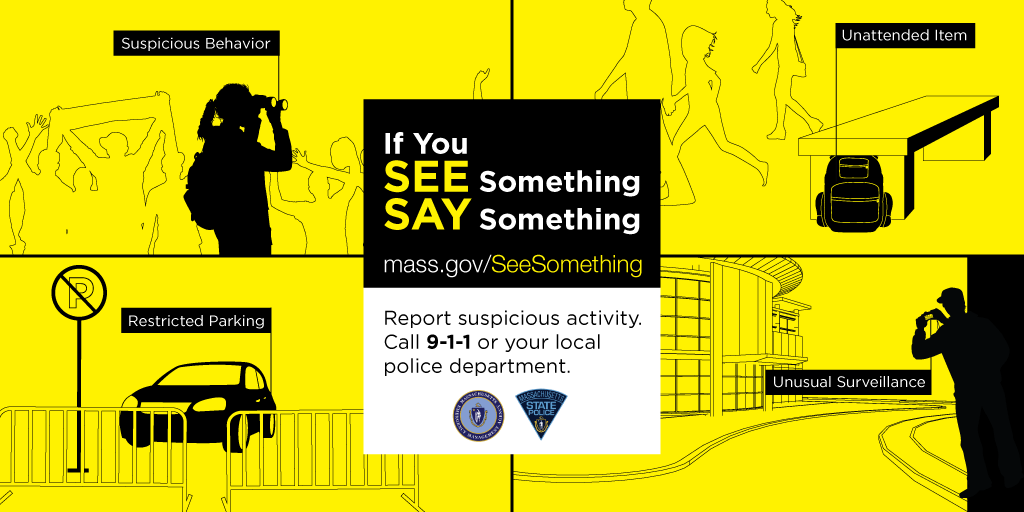 Suspicious Behavior
Unattended Item
If You
SEE Something
SAY Something
mass.gov/SeeSomething
Report suspicious activity.
Call 9-1-1 or your local
police department.
P
Restricted Parking
Unusual Surveillance
MASSACHUSETTS
STATE
POLICE